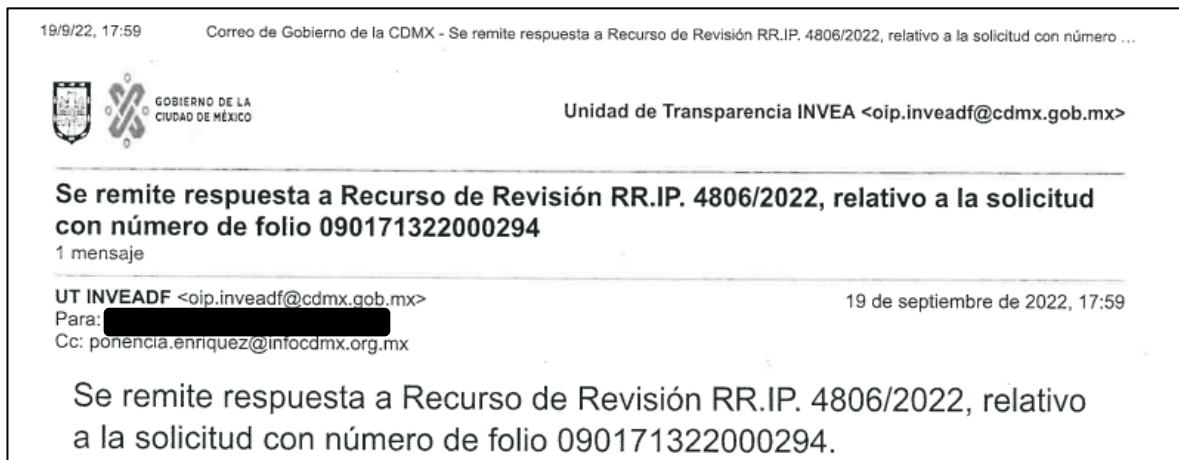 19/9/22, 17:59 Correo de Gobierno de la CDMX - Se remite respuesta a Recurso de Revisión RR.IP. 4806/2022, relativo a la solicitud con número ...
GOBIERNO DE LA
CIUDAD DE MÉXICO
Unidad de Transparencia INVEA <oip.inveadf@cdmx.gob.mx>
Se remite respuesta a Recurso de Revisión RR.IP. 4806/2022, relativo a la solicitud
con número de folio 090171322000294
1 mensaje
UT INVEADF <oip.inveadf@cdmx.gob.mx> 19 de septiembre de 2022, 17:59
Para:
Cc: ponencia.enriquez@infocdmx.org.mx
Se remite respuesta a Recurso de Revisión RR.IP. 4806/2022, relativo
a la solicitud con número de folio 090171322000294.